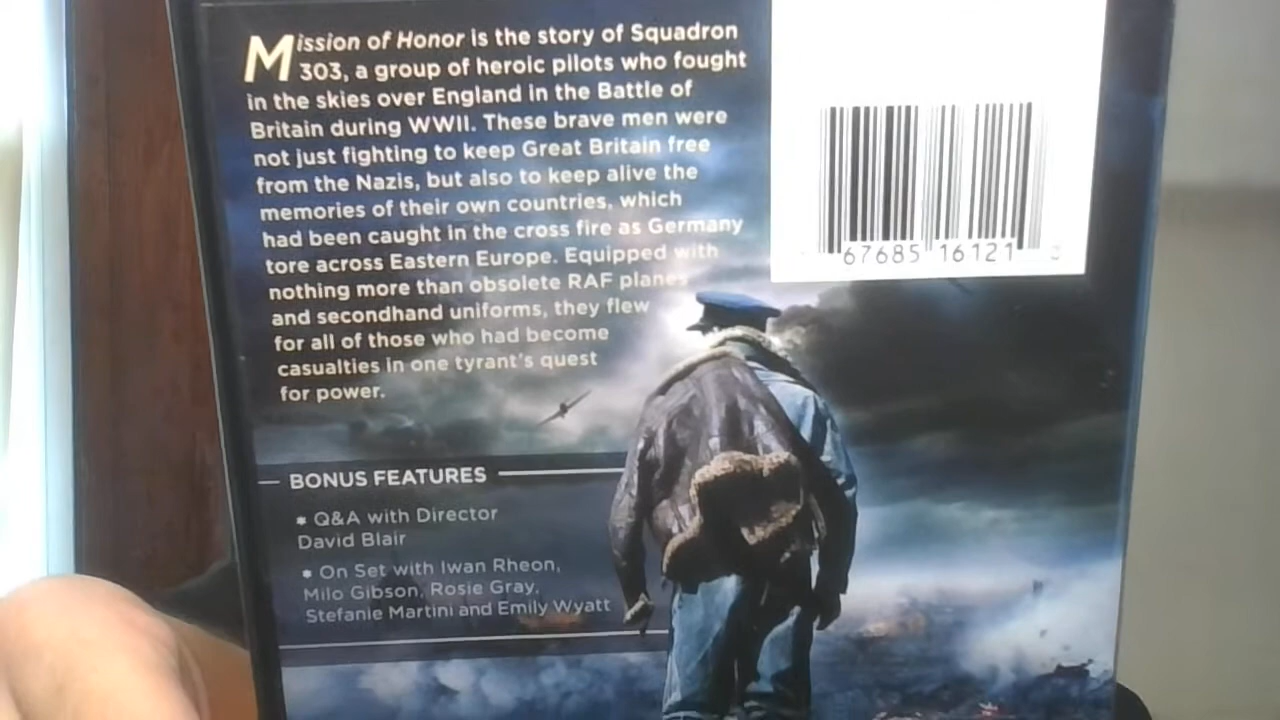 Mission of Honor is the story of Squadron
303, a group of heroic pilots who fought
in the skies over England in the Battle of
Britain during WWII. These brave men were
not just fighting to keep Great Britain free
from the Nazis, but also to keep alive the
memories of their own countries, which
had been caught in the cross fire as Germany
tore across Eastern Europe. Equipped with
nothing more than obsolete RAF planes
and secondhand uniforms, they flew
for all of those who had become
casualties in one tyrant's quest
for power.
67685 16121
BONUS FEATURES
* Q&A with Director
David Blair
* On Set with Iwan Rheon,
Milo Gibson, Rosie Gray,
Stefanie Martini and Emily Wyatt